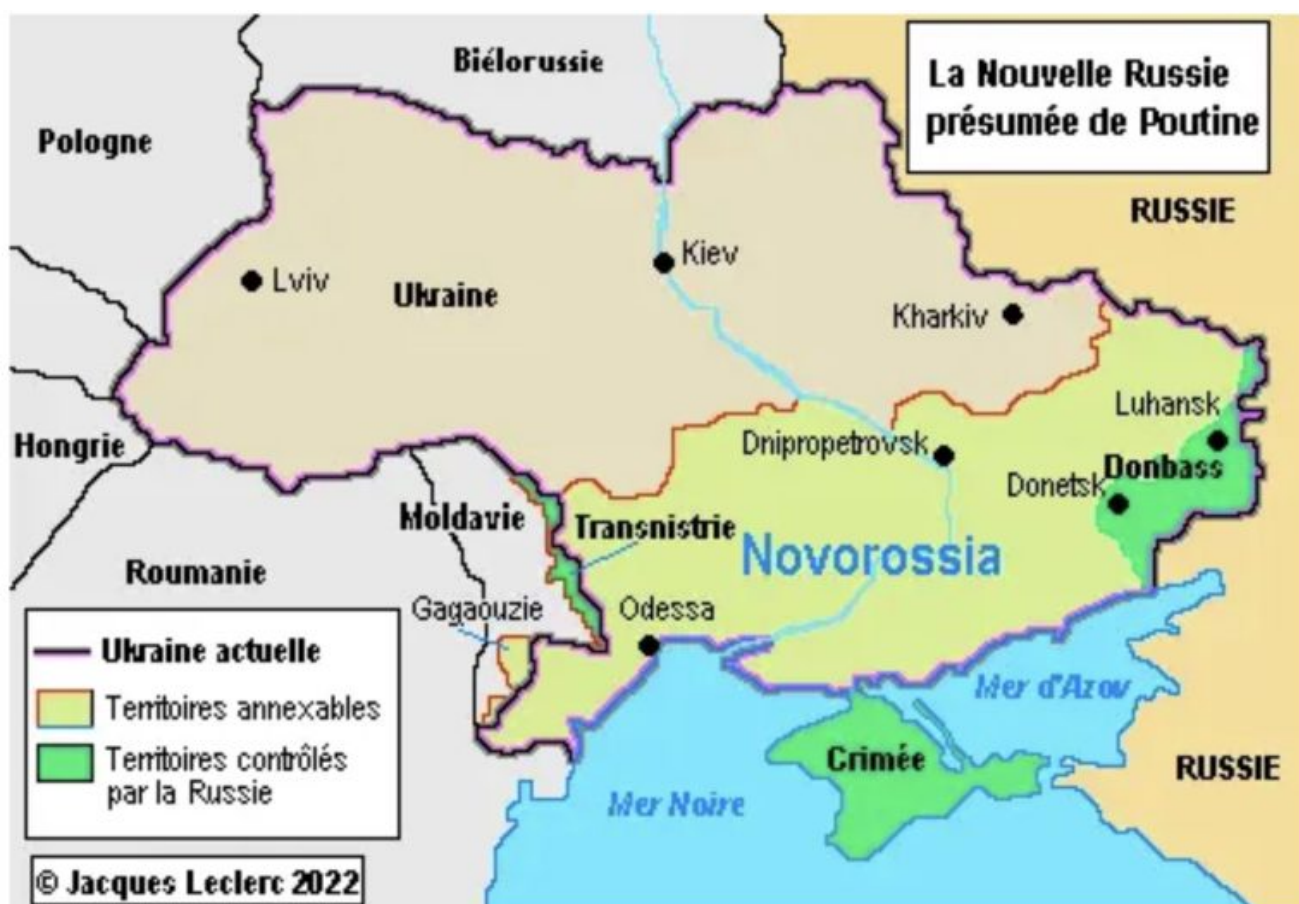 La Nouvelle Russie
présumée de Poutine
Biélorussie
Pologne
RUSSIE
Kiev
Lviv
Ukraine
Kharkiv
Luhansk
Hongrie
Dnipropetrovsk
Donbass
Donetsk
Moldavie
Transnistrie
Novorossia
Roumanie
Gagaouzie
Odessa
Ukraine actuelle
Territoires annexables
Territoires contrôlés
par la Russie
Mer d'Azov
Crimée
RUSSIE
Mer Noire
© Jacques Leclerc 2022